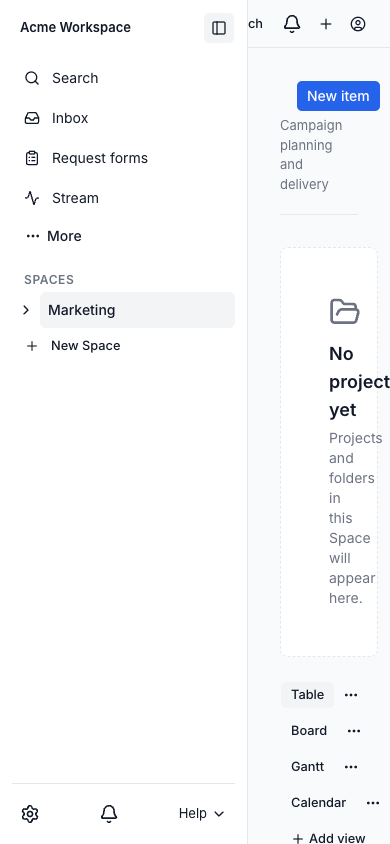 Acme Workspace
Search
Inbox
Request forms
Stream
More
SPACES
Marketing
New Space
Help
ch
New item
Campaign
planning
and
delivery
No
project
yet
Projects
and
folders
in
this
Space
will
appear
here.
Table
Board
Gantt
Calendar
Add view